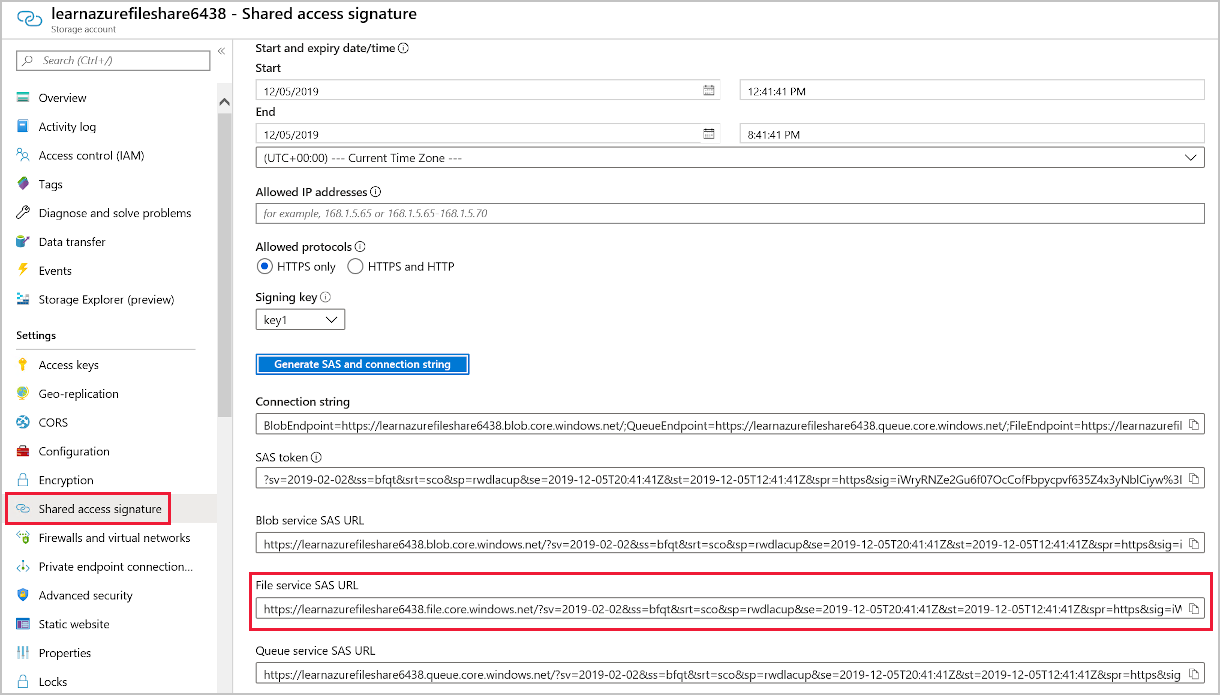 learnazurefileshare6438 - Shared access signature
Storage account
Search (Ctrl+/)
«
Overview
Activity log
Access control (IAM)
Tags
Diagnose and solve problems
Data transfer
Events
Storage Explorer (preview)
Settings
Access keys
Geo-replication
CORS
Configuration
Encryption
Shared access signature
Firewalls and virtual networks
Private endpoint connection...
Advanced security
Static website
Properties
Locks
Start and expiry date/time
Start
12/05/2019 12:41:41 PM
End
12/05/2019 8:41:41 PM
(UTC+00:00) --- Current Time Zone ---
Allowed IP addresses
for example, 168.1.5.65 or 168.1.5.65-168.1.5.70
Allowed protocols
HTTPS only HTTPS and HTTP
Signing key
key1
Generate SAS and connection string
Connection string
BlobEndpoint=https://learnazurefileshare6438.blob.core.windows.net/;QueueEndpoint=https://learnazurefileshare6438.queue.core.windows.net/;FileEndpoint=https://learnazurefil
SAS token
?sv=2019-02-02&ss=bfqt&srt=sco&sp=rwdlacup&se=2019-12-05T20:41:41Z&st=2019-12-05T12:41:41Z&spr=https&sig=iWryRNZe2Gu6f07OcCofFbpycpvf635Z4x3yNblCiyw%3I
Blob service SAS URL
https://learnazurefileshare6438.blob.core.windows.net/?sv=2019-02-02&ss=bfqt&srt=sco&sp=rwdlacup&se=2019-12-05T20:41:41Z&st=2019-12-05T12:41:41Z&spr=https&sig=i
File service SAS URL
https://learnazurefileshare6438.file.core.windows.net/?sv=2019-02-02&ss=bfqt&srt=sco&sp=rwdlacup&se=2019-12-05T20:41:41Z&st=2019-12-05T12:41:41Z&spr=https&sig=iW
Queue service SAS URL
https://learnazurefileshare6438.queue.core.windows.net/?sv=2019-02-02&ss=bfqt&srt=sco&sp=rwdlacup&se=2019-12-05T20:41:41Z&st=2019-12-05T12:41:41Z&spr=https&sig